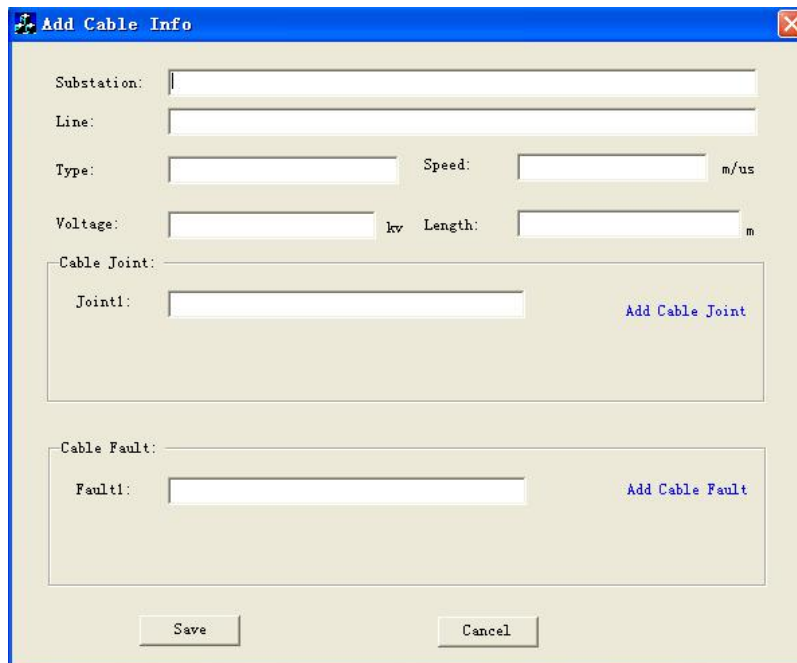 Add Cable Info
Substation:
Line:
Type: Speed: m/us
Voltage: kv Length: m
Cable Joint:
Joint1: Add Cable Joint
Cable Fault:
Fault1: Add Cable Fault
Save Cancel